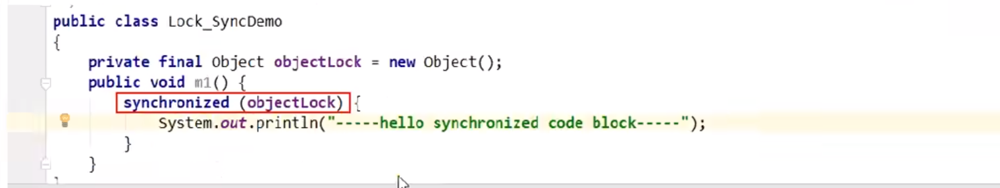 public class Lock_SyncDemo
{
private final Object objectLock = new Object();
public void m1() {
synchronized (objectLock) {
System.out.println("-----hello synchronized code block-----");
}
}